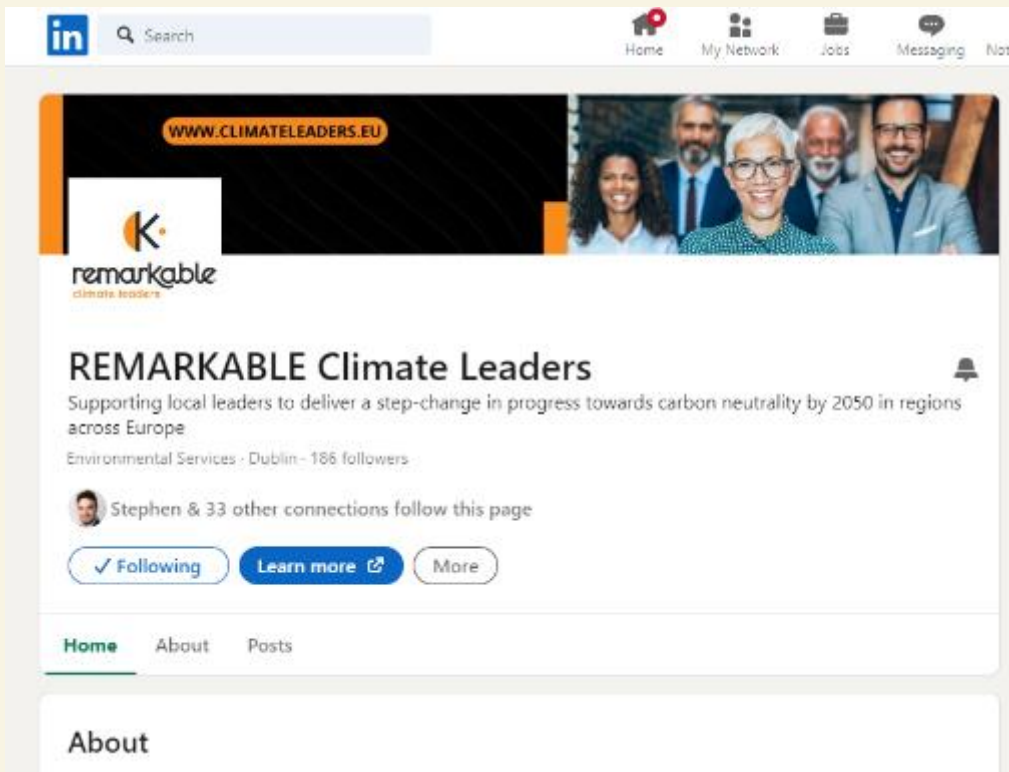 in
Search
Home
My Network
Jobs
Messaging
Not
WWW.CLIMATELEADERS.EU
K
remarkable
climate leaders
REMARKABLE Climate Leaders
Supporting local leaders to deliver a step-change in progress towards carbon neutrality by 2050 in regions
across Europe
Environmental Services · Dublin · 186 followers
Stephen & 33 other connections follow this page
✓ Following
Learn more
More
Home
About
Posts
About